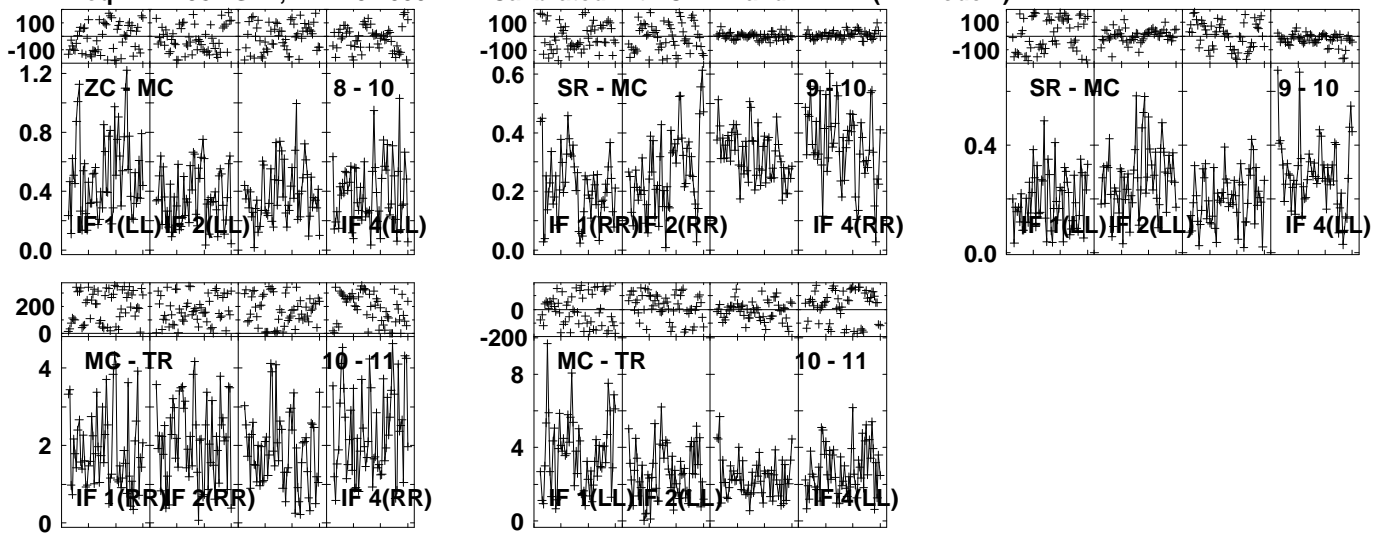 100
-100
1.2
ZC - MC
8 - 10
0.8
0.4
IF 1(LL)
IF 2(LL)
IF 4(LL)
0.0
100
-100
0.6
SR - MC
9 - 10
0.4
0.2
IF 1(RR)
IF 2(RR)
IF 4(RR)
0.0
100
-100
SR - MC
9 - 10
0.4
IF 1(LL)
IF 2(LL)
IF 4(LL)
0.0
200
0
MC - TR
10 - 11
4
2
IF 1(RR)
IF 2(RR)
IF 4(RR)
0
0
-200
MC - TR
10 - 11
8
4
IF 1(LL)
IF 2(LL)
IF 4(LL)
0